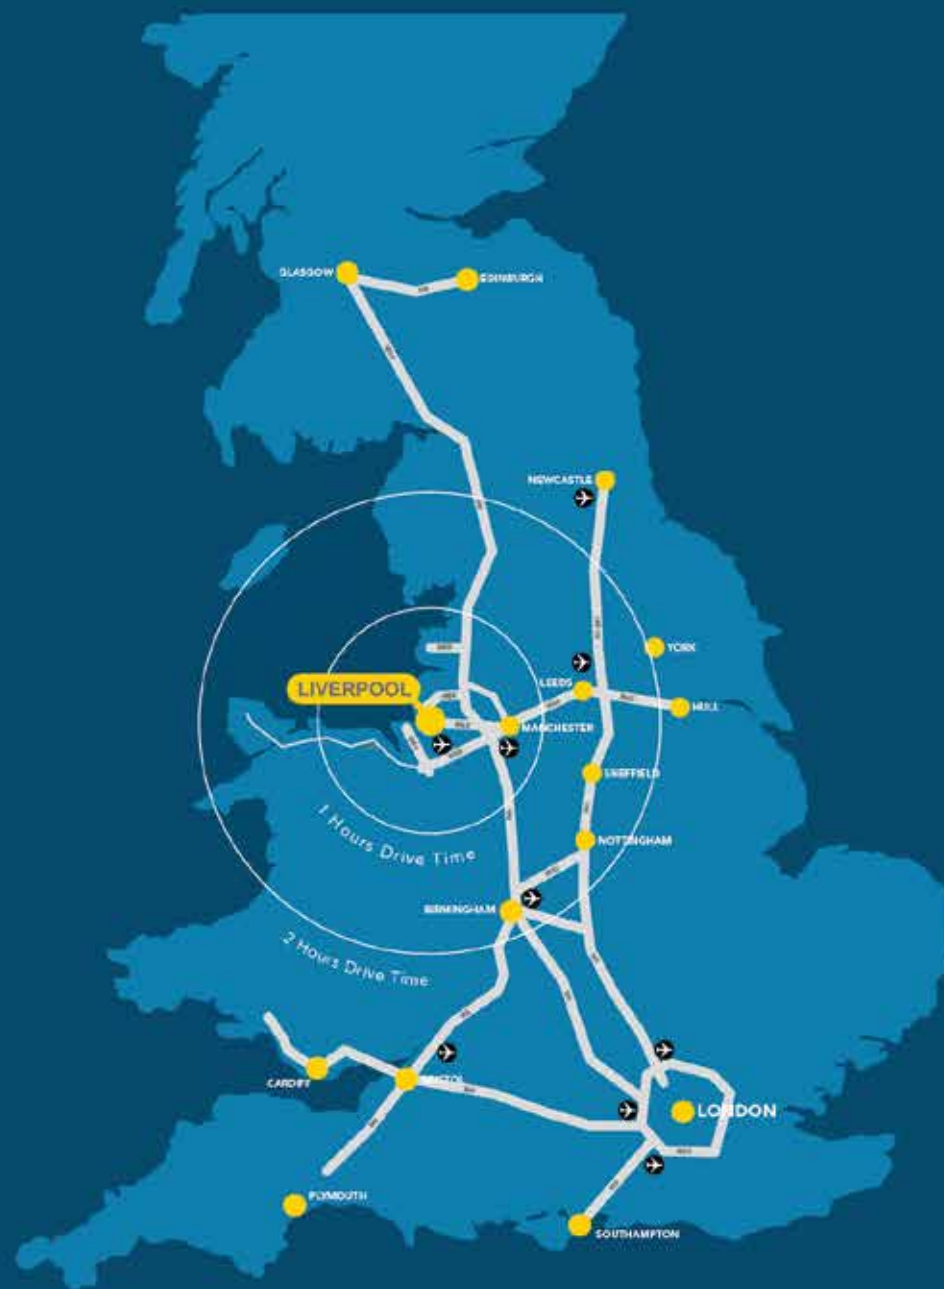 GLASGOW
EDINBURGH
NEWCASTLE
YORK
LEEDS
HULL
LIVERPOOL
MANCHESTER
SHEFFIELD
1 Hours Drive Time
NOTTINGHAM
BIRMINGHAM
2 Hours Drive Time
CARDIFF
BRISTOL
LONDON
PLYMOUTH
SOUTHAMPTON